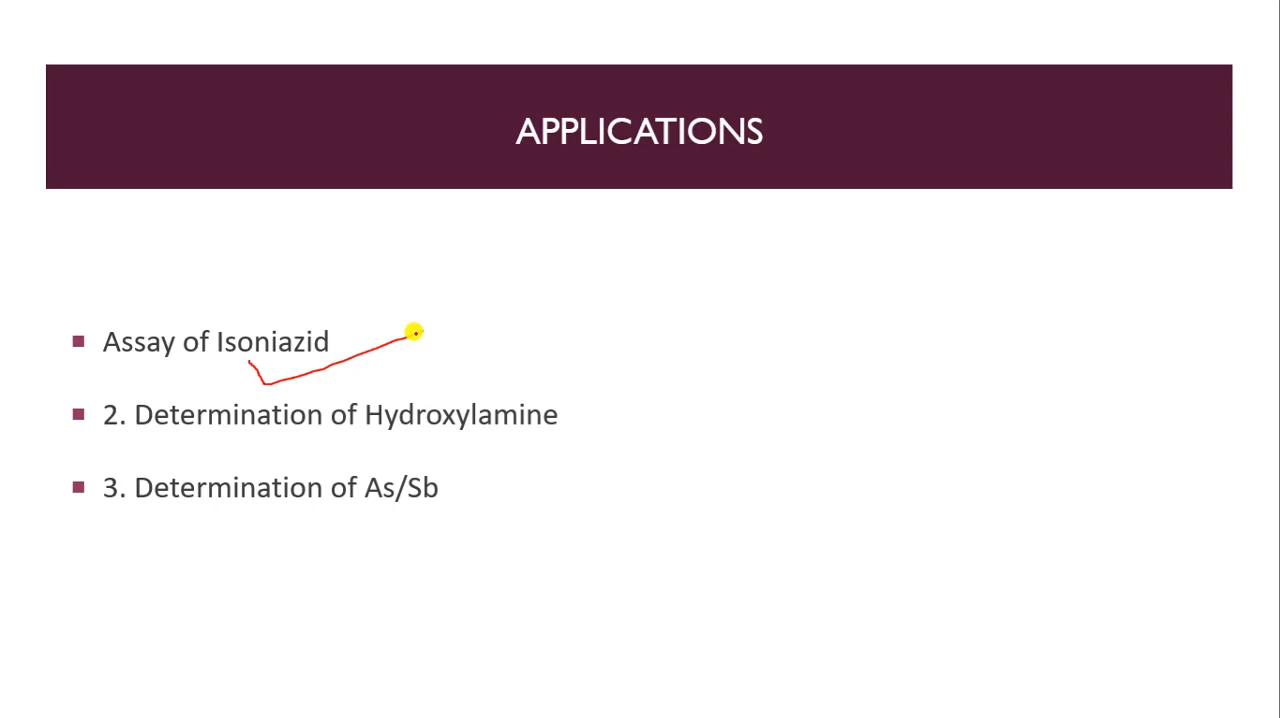 APPLICATIONS
Assay of Isoniazid
2. Determination of Hydroxylamine
3. Determination of As/Sb